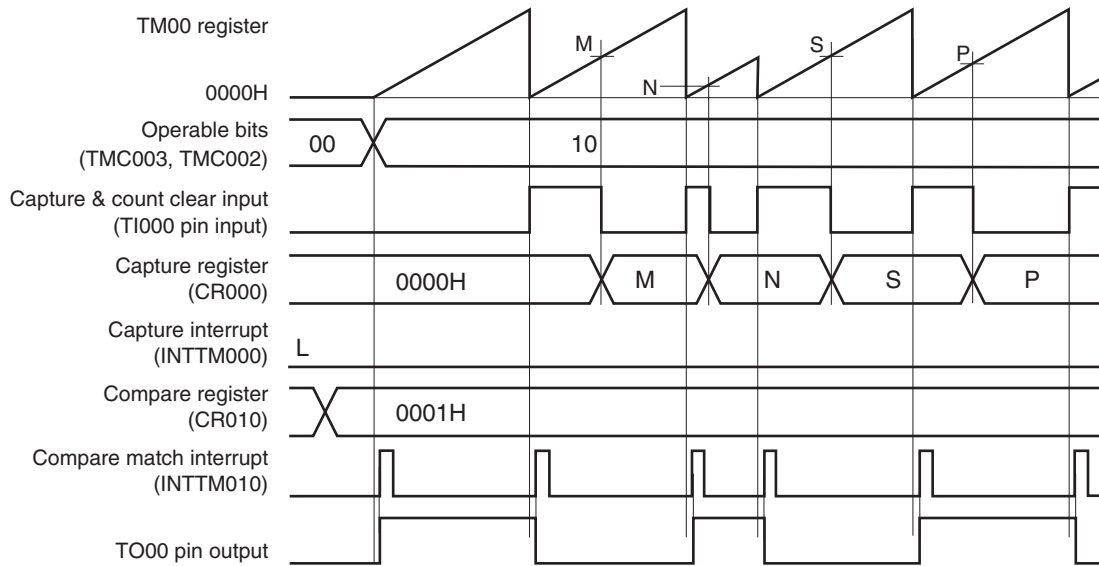 TM00 register
M
N
S
P
0000H
Operable bits
(TMC003, TMC002)
00
10
Capture & count clear input
(TI000 pin input)
Capture register
(CR000)
0000H
M
N
S
P
Capture interrupt
(INTTM000)
L
Compare register
(CR010)
0001H
Compare match interrupt
(INTTM010)
TO00 pin output